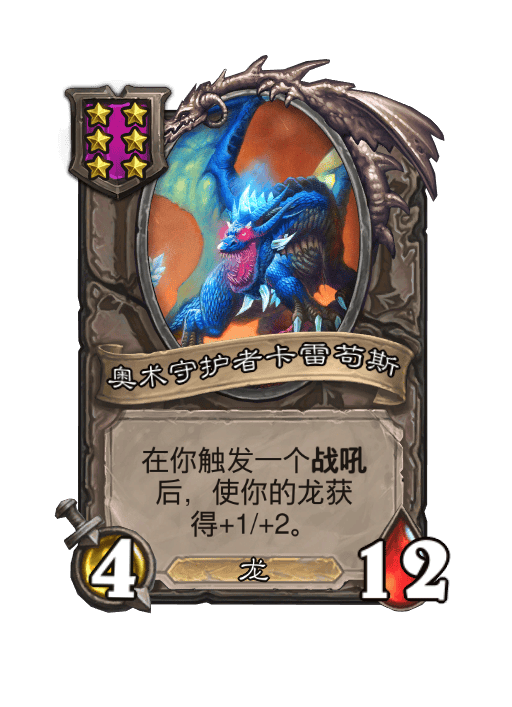 奥术守护者卡雷苟斯
在你触发一个战吼
后，使你的龙获
得+1/+2。
4
龙
12